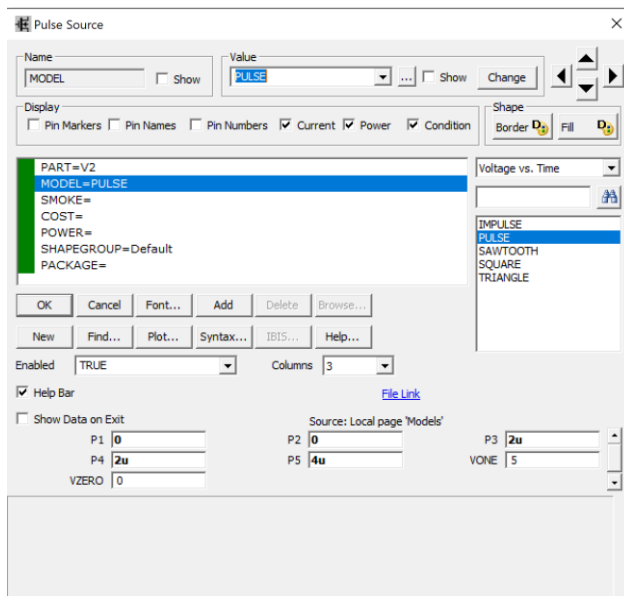 Pulse Source
Name
Value
MODEL
Show
PULSE
...
Show
Change
Display
Shape
Pin Markers
Pin Names
Pin Numbers
Current
Power
Condition
Border
Fill
PART=V2
MODEL=PULSE
SMOKE=
COST=
POWER=
SHAPEGROUP=Default
PACKAGE=
Voltage vs. Time
IMPULSE
PULSE
SAWTOOTH
SQUARE
TRIANGLE
OK
Cancel
Font...
Add
Delete
Browse...
New
Find...
Plot...
Syntax...
IBIS...
Help...
Enabled
TRUE
Columns
3
Help Bar
File Link
Show Data on Exit
Source: Local page 'Models'
P1 0
P2 0
P3 2u
P4 2u
P5 4u
VONE 5
VZERO 0